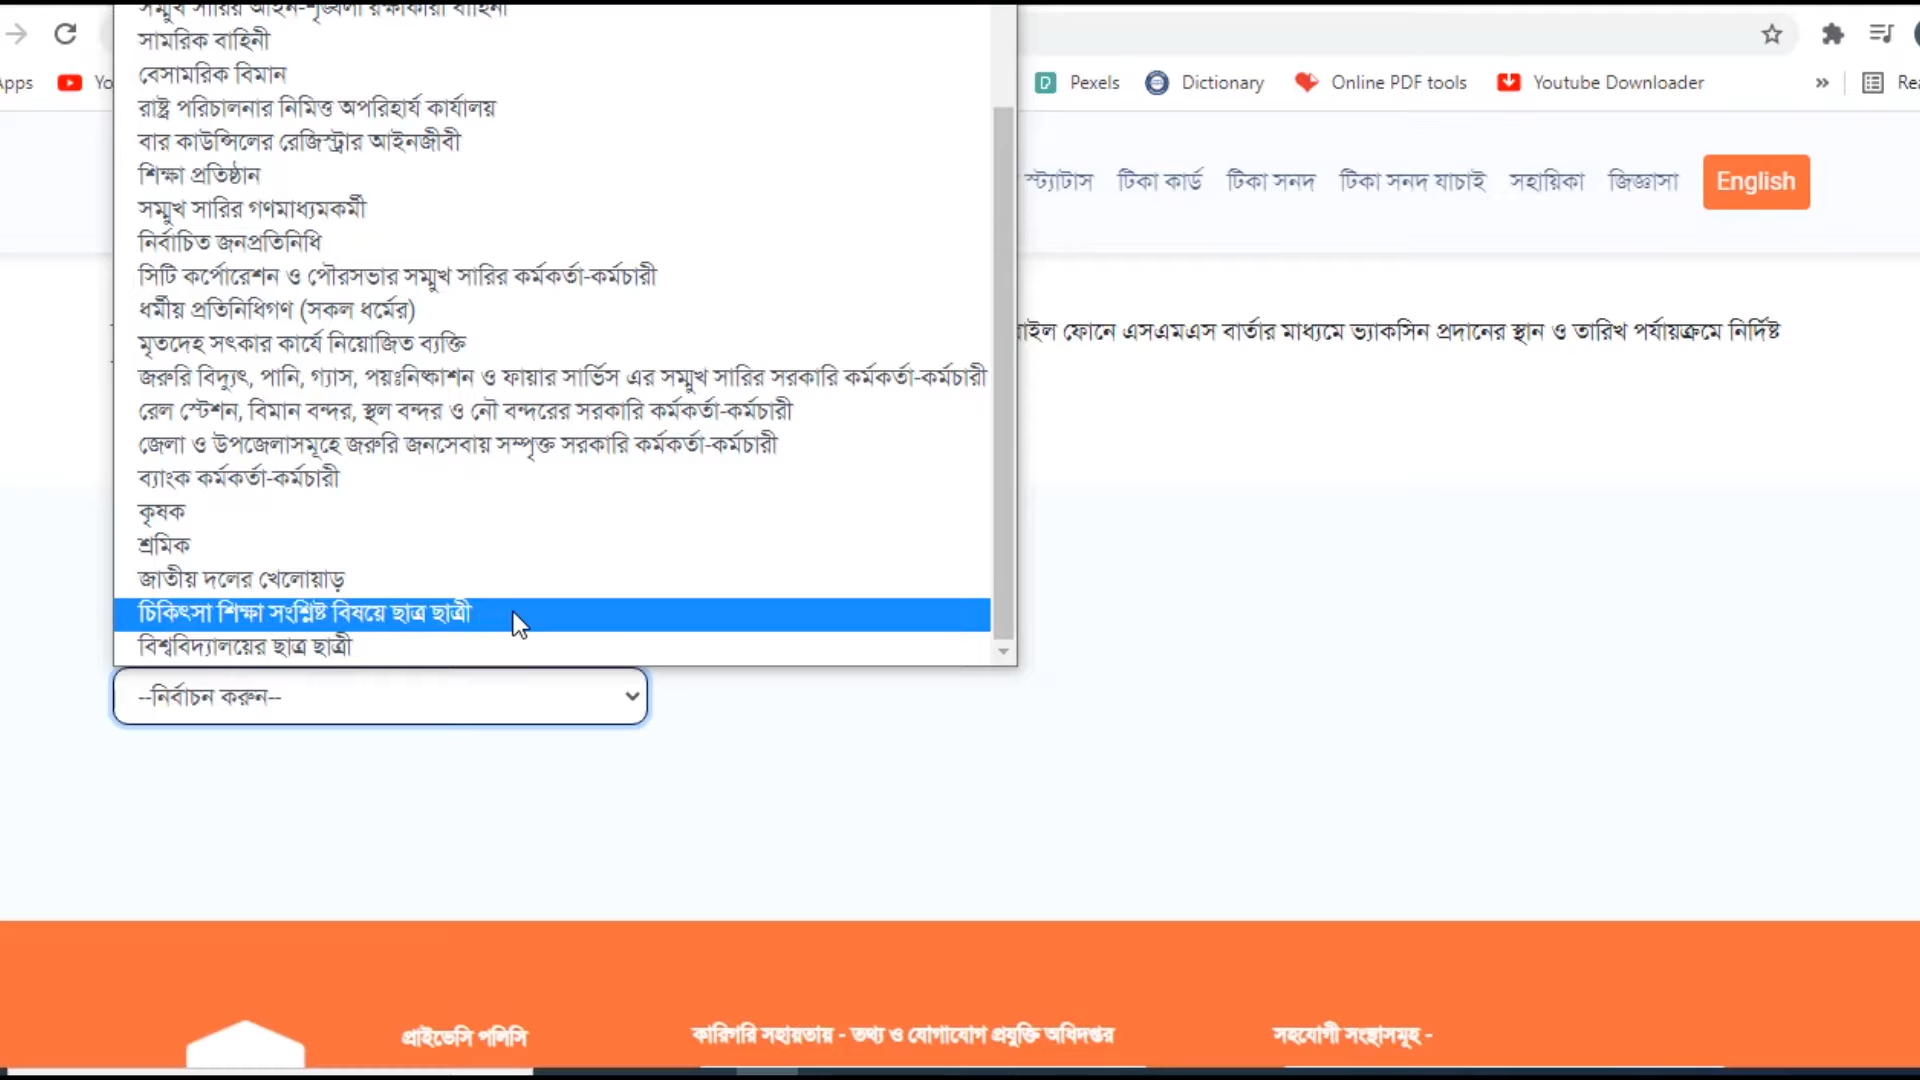 সম্মুখ সারির আইন-শৃঙ্খলা রক্ষাকারী বাহিনী
সামরিক বাহিনী
বেসামরিক বিমান
রাষ্ট্র পরিচালনার নিমিত্ত অপরিহার্য কার্যালয়
বার কাউন্সিলের রেজিস্ট্রার আইনজীবী
শিক্ষা প্রতিষ্ঠান
সম্মুখ সারির গণমাধ্যমকর্মী
নির্বাচিত জনপ্রতিনিধি
সিটি কর্পোরেশন ও পৌরসভার সম্মুখ সারির কর্মকর্তা-কর্মচারী
ধর্মীয় প্রতিনিধিগণ (সকল ধর্মের)
মৃতদেহ সৎকার কার্যে নিয়োজিত ব্যক্তি
জরুরি বিদ্যুৎ, পানি, গ্যাস, পয়ঃনিষ্কাশন ও ফায়ার সার্ভিস এর সম্মুখ সারির সরকারি কর্মকর্তা-কর্মচারী
রেল স্টেশন, বিমান বন্দর, স্থল বন্দর ও নৌ বন্দরের সরকারি কর্মকর্তা-কর্মচারী
জেলা ও উপজেলাসমূহে জরুরি জনসেবায় সম্পৃক্ত সরকারি কর্মকর্তা-কর্মচারী
ব্যাংক কর্মকর্তা-কর্মচারী
কৃষক
শ্রমিক
জাতীয় দলের খেলোয়াড়
চিকিৎসা শিক্ষা সংশ্লিষ্ট বিষয়ে ছাত্র ছাত্রী
বিশ্ববিদ্যালয়ের ছাত্র ছাত্রী
--নির্বাচন করুন--
Pexels Dictionary Online PDF tools Youtube Downloader »
স্ট্যাটাস টিকা কার্ড টিকা সনদ টিকা সনদ যাচাই সহায়িকা জিজ্ঞাসা English
ফোনে এসএমএস বার্তার মাধ্যমে ভ্যাকসিন প্রদানের স্থান ও তারিখ পর্যায়ক্রমে নির্দিষ্ট
প্রাইভেসি পলিসি
কারিগরি সহায়তায় - তথ্য ও যোগাযোগ প্রযুক্তি অধিদপ্তর
সহযোগী সংস্থাসমূহ -